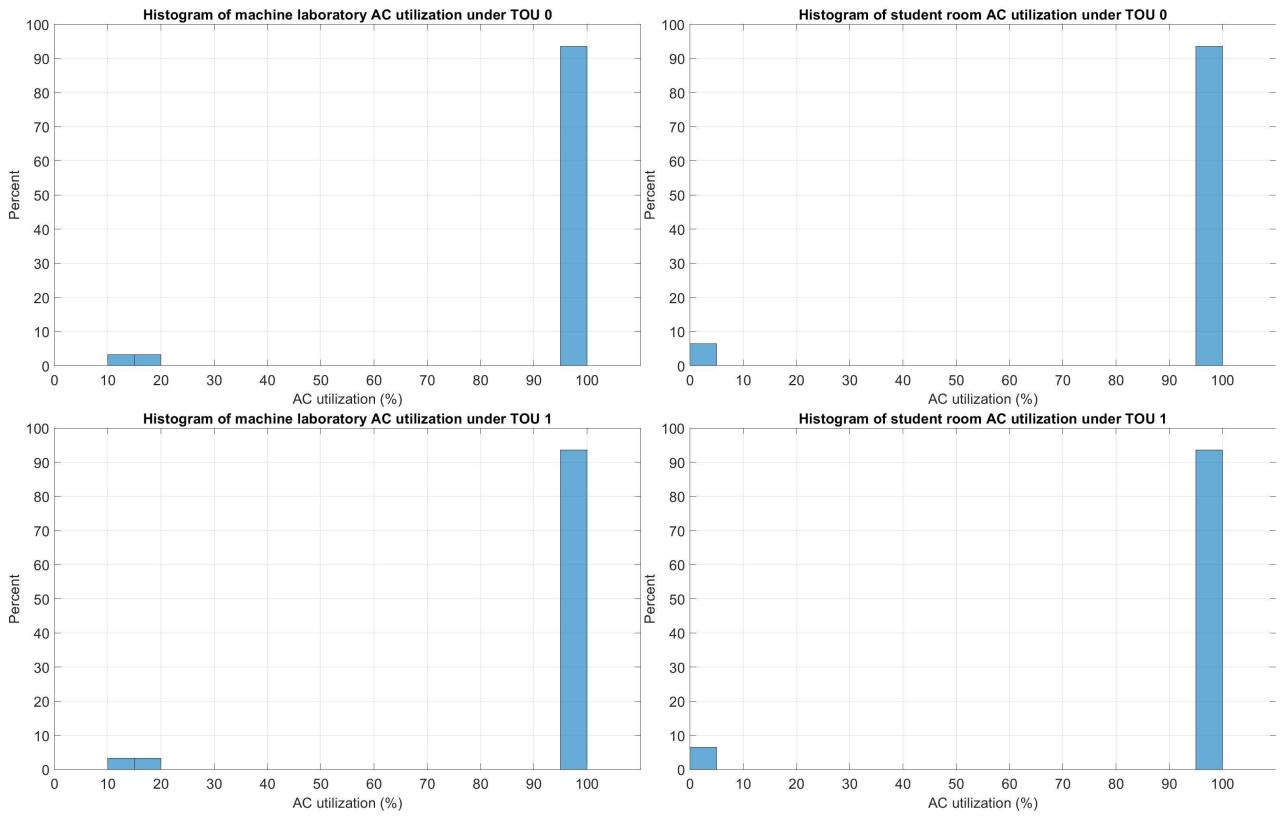 Histogram of machine laboratory AC utilization under TOU 0
100
90
80
70
60
50
40
30
20
10
0
Percent
0 10 20 30 40 50 60 70 80 90 100
AC utilization (%)
Histogram of student room AC utilization under TOU 0
100
90
80
70
60
50
40
30
20
10
0
Percent
0 10 20 30 40 50 60 70 80 90 100
AC utilization (%)
Histogram of machine laboratory AC utilization under TOU 1
100
90
80
70
60
50
40
30
20
10
0
Percent
0 10 20 30 40 50 60 70 80 90 100
AC utilization (%)
Histogram of student room AC utilization under TOU 1
100
90
80
70
60
50
40
30
20
10
0
Percent
0 10 20 30 40 50 60 70 80 90 100
AC utilization (%)